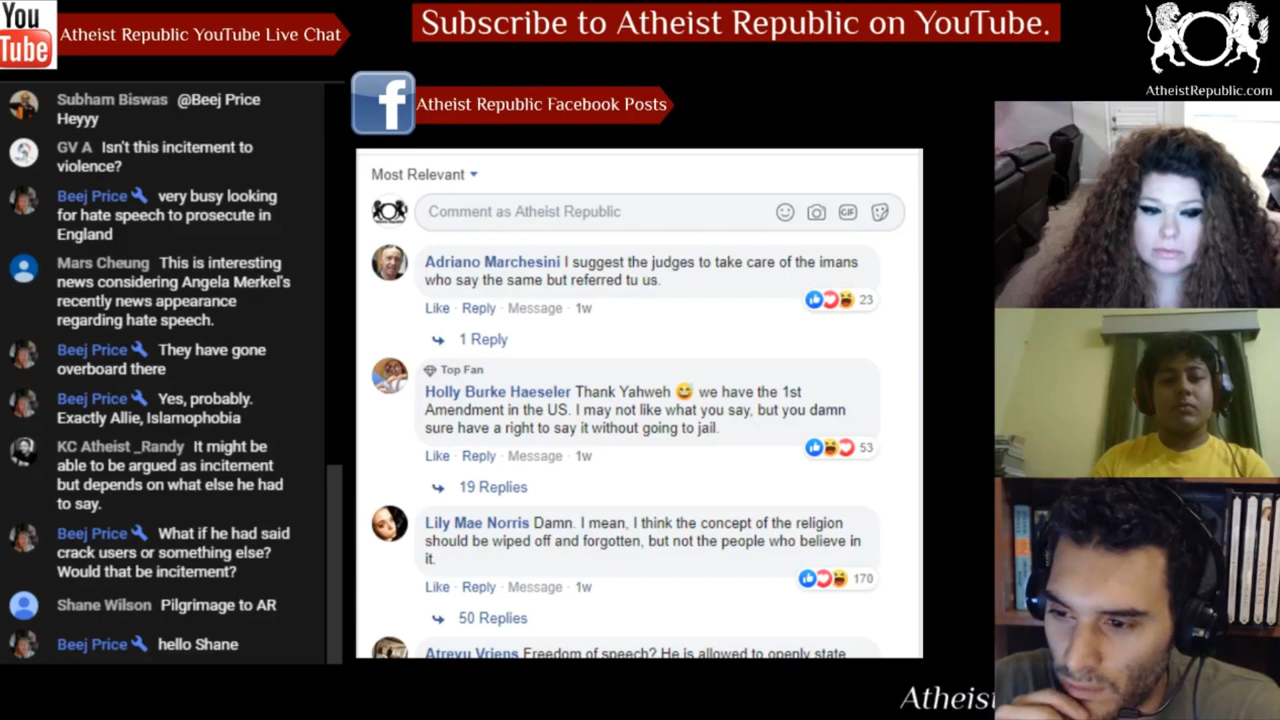 You
Tube
Atheist Republic YouTube Live Chat
Subscribe to Atheist Republic on YouTube.
AtheistRepublic.com
Subham Biswas @Beej Price
Heyyy
GV A Isn't this incitement to
violence?
Beej Price very busy looking
for hate speech to prosecute in
England
Mars Cheung This is interesting
news considering Angela Merkel's
recently news appearance
regarding hate speech.
Beej Price They have gone
overboard there
Beej Price Yes, probably.
Exactly Allie, Islamophobia
KC Atheist _Randy It might be
able to be argued as incitement
but depends on what else he had
to say.
Beej Price What if he had said
crack users or something else?
Would that be incitement?
Shane Wilson Pilgrimage to AR
Beej Price hello Shane
f
Atheist Republic Facebook Posts
Most Relevant
Comment as Atheist Republic
GIF
Adriano Marchesini I suggest the judges to take care of the imans
who say the same but referred tu us.
Like · Reply · Message · 1w
23
1 Reply
Top Fan
Holly Burke Haeseler Thank Yahweh 😅 we have the 1st
Amendment in the US. I may not like what you say, but you damn
sure have a right to say it without going to jail.
Like · Reply · Message · 1w
53
19 Replies
Lily Mae Norris Damn. I mean, I think the concept of the religion
should be wiped off and forgotten, but not the people who believe in
it.
Like · Reply · Message · 1w
170
50 Replies
Atreyu Vriens Freedom of speech? He is allowed to openly state
Atheist